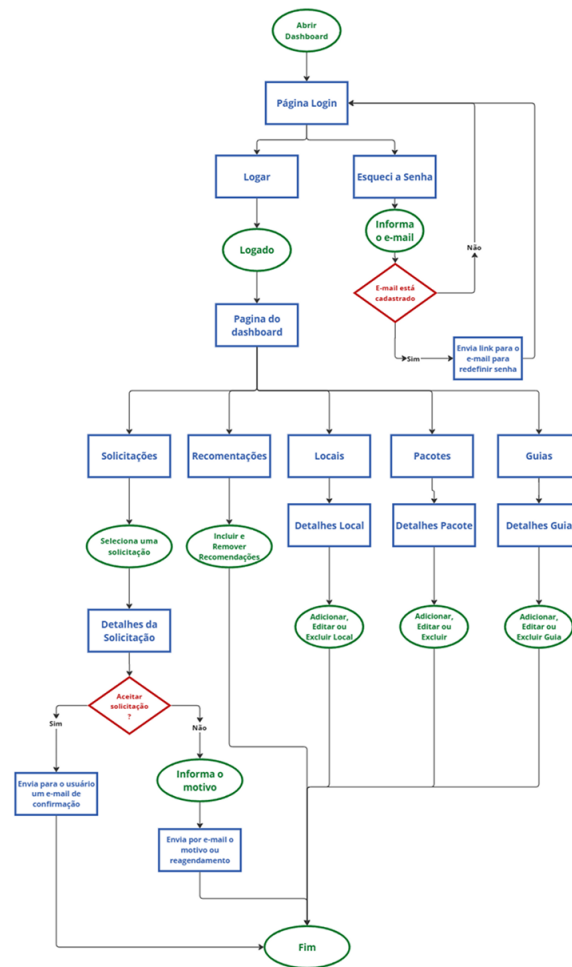 Abrir
Dashboard
Página Login
Logar
Esqueci a Senha
Informa
o e-mail
Logado
Não
E-mail está
cadastrado
Pagina do
dashboard
Sim
Envia link para o
e-mail para
redefinir senha
Solicitações
Recomentações
Locais
Pacotes
Guias
Seleciona uma
solicitação
Incluir e
Remover
Recomendações
Detalhes Local
Detalhes Pacote
Detalhes Guia
Detalhes da
Solicitação
Adicionar,
Editar ou
Excluir Local
Adicionar,
Editar ou
Excluir
Adicionar,
Editar ou
Excluir Guia
Aceitar
solicitação
?
Sim
Não
Envia para o usuário
um e-mail de
confirmação
Informa o
motivo
Envia por e-mail o
motivo ou
reagendamento
Fim